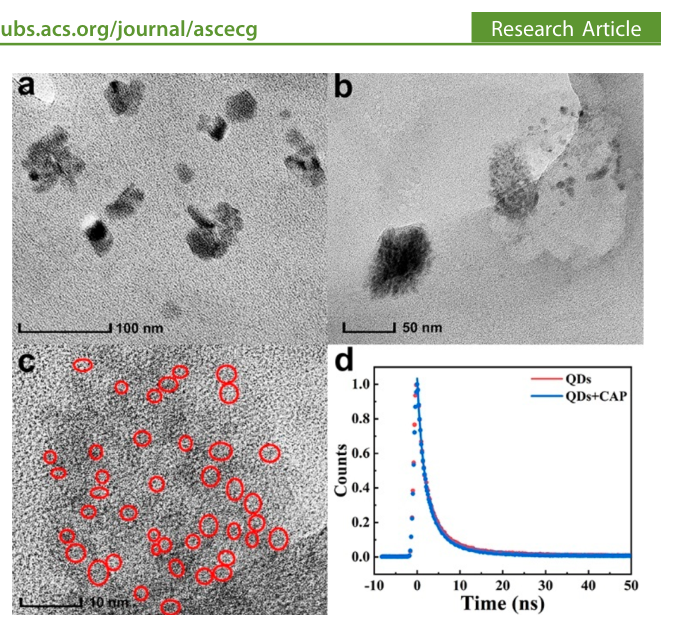 ubs.acs.org/journal/ascecg
Research Article
a
b
100 nm
50 nm
c
10 nm
d
QDs
QDs+CAP
Counts
1.0
0.8
0.6
0.4
0.2
0.0
-10 0 10 20 30 40 50
Time (ns)